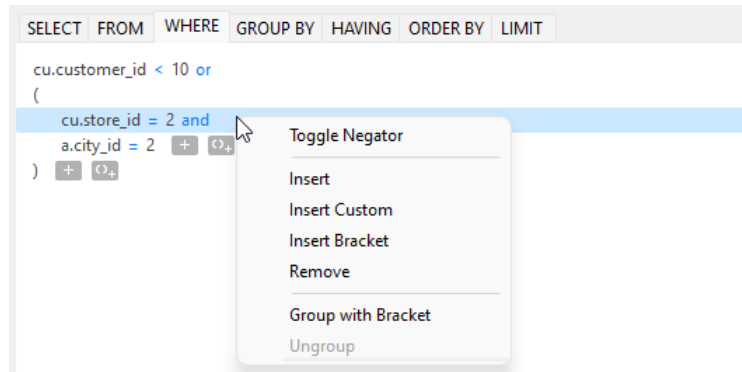 SELECT FROM WHERE GROUP BY HAVING ORDER BY LIMIT
cu.customer_id < 10 or
(
cu.store_id = 2 and
a.city_id = 2 + ()+
) + ()+
Toggle Negator
Insert
Insert Custom
Insert Bracket
Remove
Group with Bracket
Ungroup